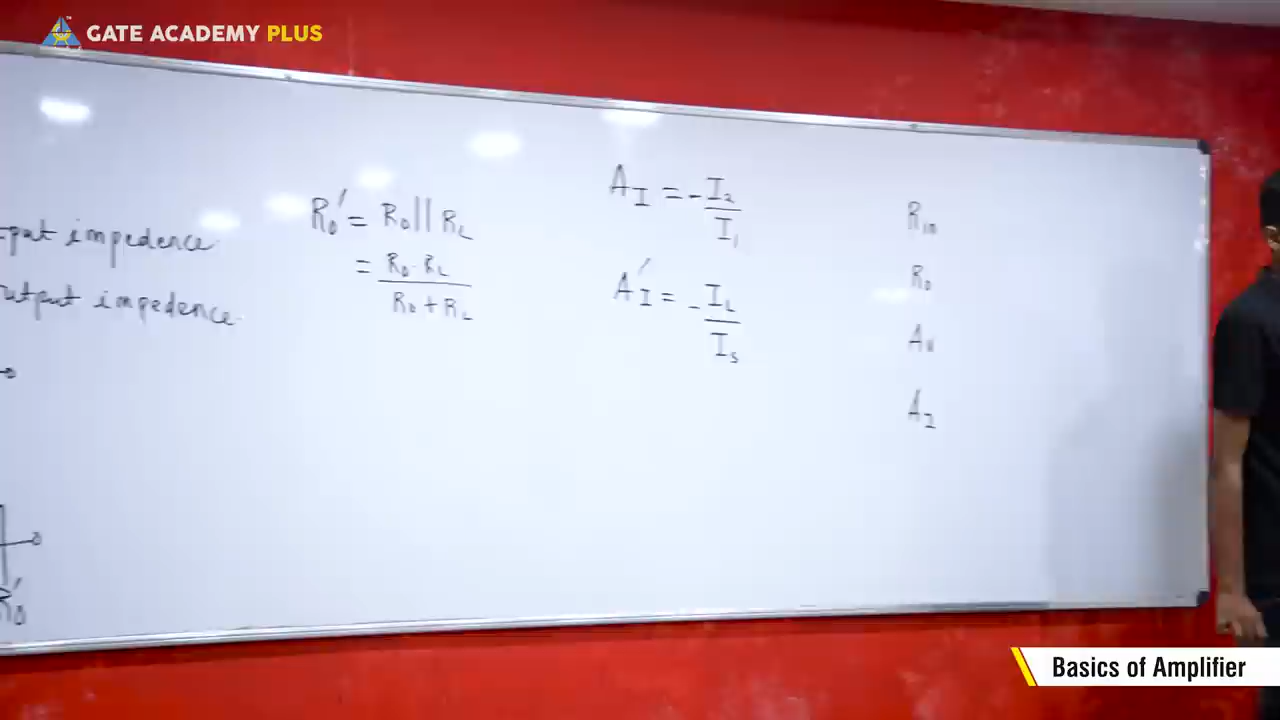 GATE ACADEMY PLUS
put impedence
utput impedence
R₀'
R₀' = R₀ || R_L
= R₀ · R_L / R₀ + R_L
A_I = - I₂ / I₁
A_I' = - I_L / I_s
R_in
R₀
A_v
A_I
Basics of Amplifier